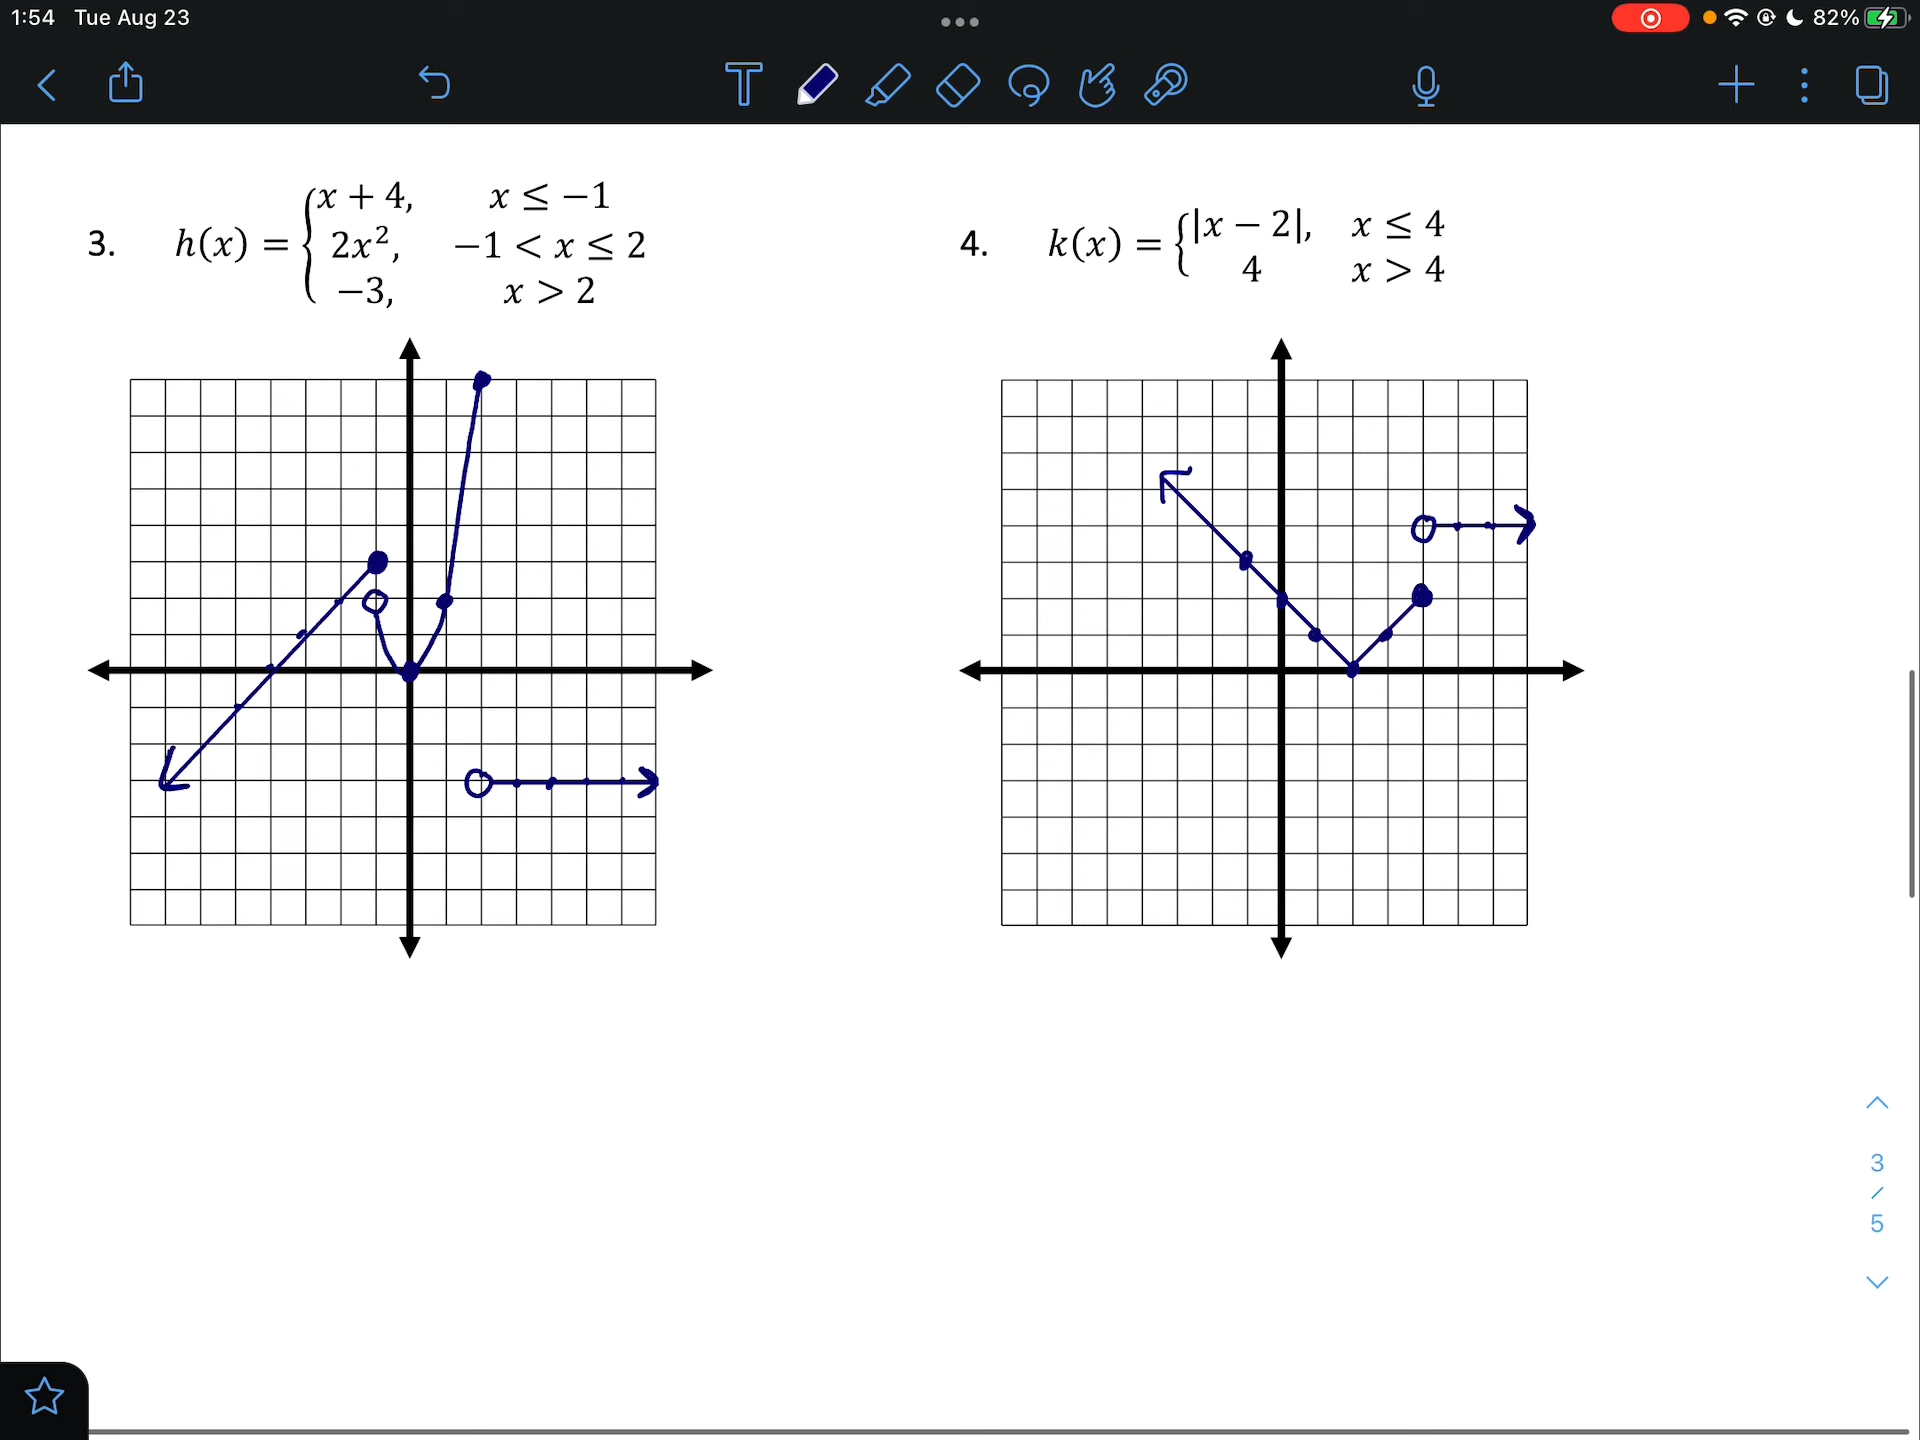 1:54 Tue Aug 23
82%
3. h(x) = { x + 4, x ≤ −1
2x², −1 < x ≤ 2
−3, x > 2
4. k(x) = { |x − 2|, x ≤ 4
4 x > 4
3
/
5